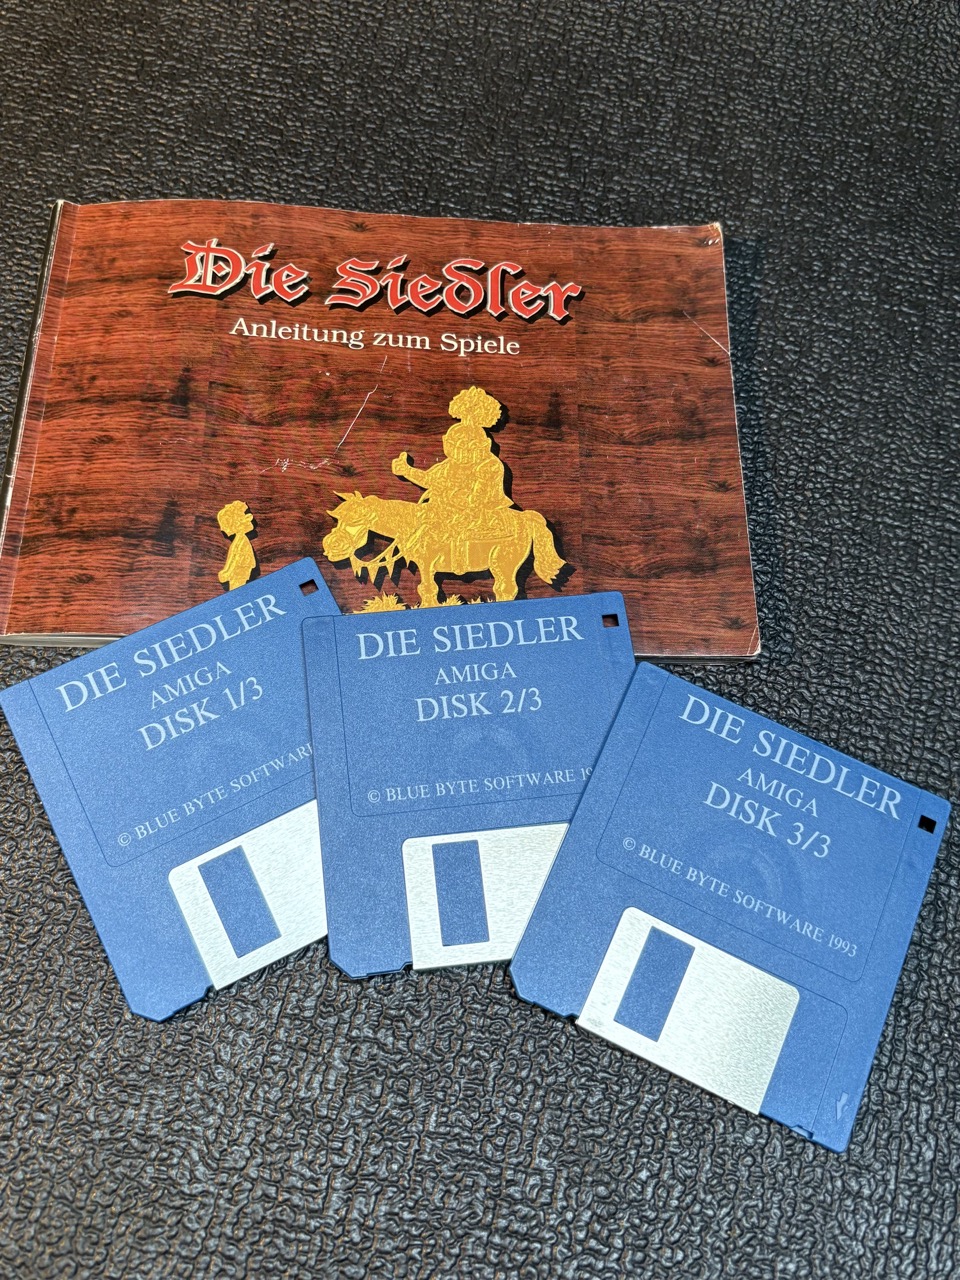 Die Siedler
Anleitung zum Spiele
DIE SIEDLER
AMIGA
DISK 1/3
© BLUE BYTE SOFTWARE
DIE SIEDLER
AMIGA
DISK 2/3
© BLUE BYTE SOFTWARE 19
DIE SIEDLER
AMIGA
DISK 3/3
© BLUE BYTE SOFTWARE 1993